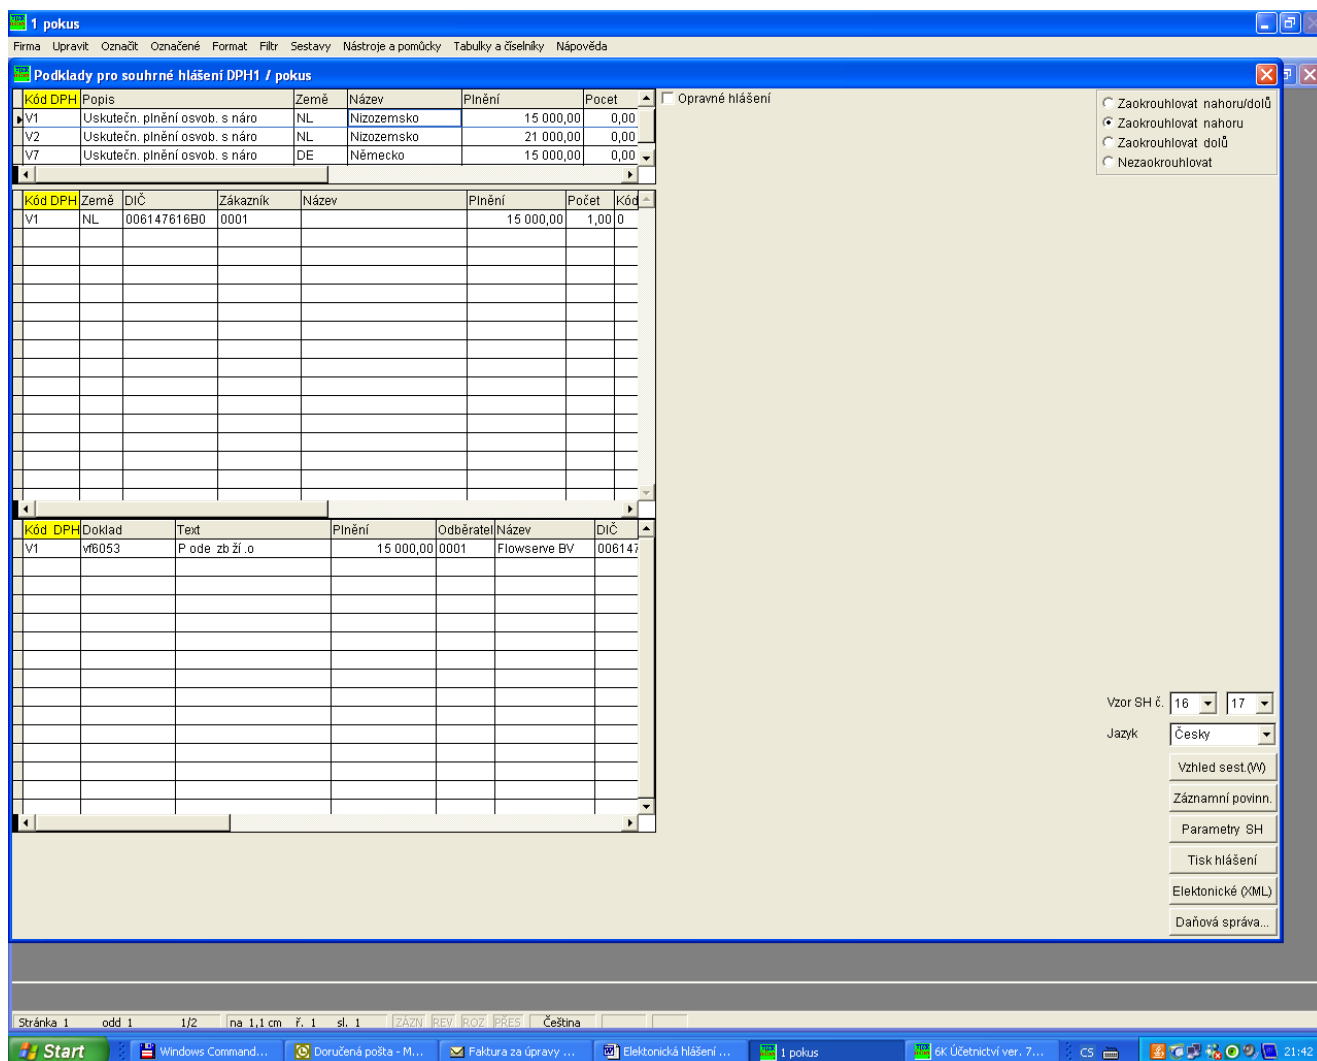 1 pokus
Firma Upravit Označit Označené Format Filtr Sestavy Nástroje a pomůcky Tabulky a číselníky Nápověda
Podklady pro souhrné hlášení DPH1 / pokus
Kód DPH Popis Země Název Plnění Pocet
V1 Uskutečn. plnění osvob. s náro NL Nizozemsko 15 000,00 0,00
V2 Uskutečn. plnění osvob. s náro NL Nizozemsko 21 000,00 0,00
V7 Uskutečn. plnění osvob. s náro DE Německo 15 000,00 0,00
Opravné hlášení
Zaokrouhlovat nahoru/dolů
Zaokrouhlovat nahoru
Zaokrouhlovat dolů
Nezaokrouhlovat
Kód DPH Země DIČ Zákazník Název Plnění Počet Kód
V1 NL 006147616B0 0001 15 000,00 1,00 0
Kód DPH Doklad Text Plnění Odběratel Název DIČ
V1 vf6053 P ode zb ží .o 15 000,00 0001 Flowserve BV 006147
Vzor SH č. 16 17
Jazyk Česky
Vzhled sest.(W)
Záznamní povinn.
Parametry SH
Tisk hlášení
Elektonické (XML)
Daňová správa...
Stránka 1 odd 1 1/2 na 1,1 cm ř. 1 sl. 1 ZÁZN REV ROZ PŘES Čeština
Start Windows Command... Doručená pošta - M... Faktura za úpravy ... Elektonická hlášení ... 1 pokus 6K Účetnictví ver. 7... CS 21:42